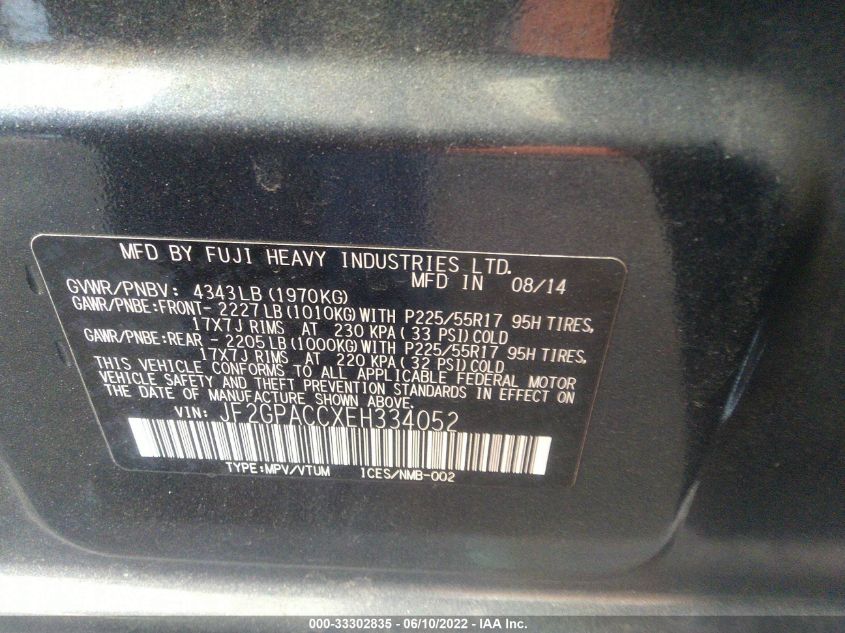 MFD BY FUJI HEAVY INDUSTRIES LTD.
MFD IN 08/14
GVWR/PNBV: 4343LB (1970KG)
GAWR/PNBE:FRONT- 2227LB (1010KG) WITH P225/55R17 95H TIRES,
17X7J RIMS AT 230 KPA (33 PSI) COLD
GAWR/PNBE:REAR - 2205LB (1000KG) WITH P225/55R17 95H TIRES,
17X7J RIMS AT 220 KPA (32 PSI) COLD
THIS VEHICLE CONFORMS TO ALL APPLICABLE FEDERAL MOTOR
VEHICLE SAFETY AND THEFT PREVENTION STANDARDS IN EFFECT ON
THE DATE OF MANUFACTURE SHOWN ABOVE.
VIN: JF2GPACCXEH334052
TYPE:MPV/VTUM ICES/NMB-002
000-33302835 - 06/10/2022 - IAA Inc.